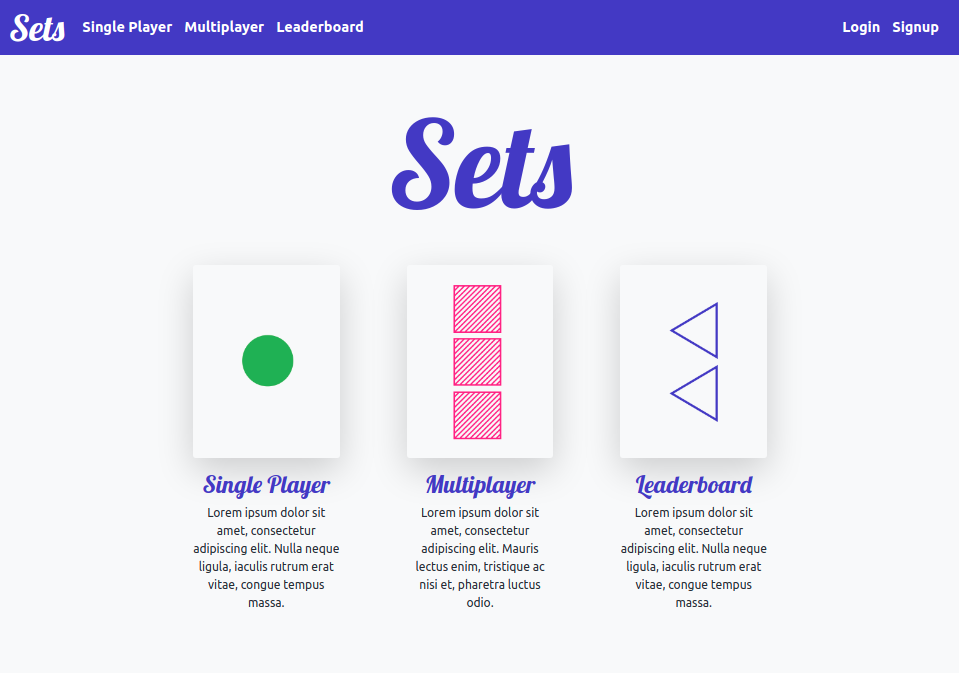 Sets Single Player Multiplayer Leaderboard Login Signup
Sets
Single Player
Lorem ipsum dolor sit
amet, consectetur
adipiscing elit. Nulla neque
ligula, iaculis rutrum erat
vitae, congue tempus
massa.
Multiplayer
Lorem ipsum dolor sit
amet, consectetur
adipiscing elit. Mauris
lectus enim, tristique ac
nisi et, pharetra luctus
odio.
Leaderboard
Lorem ipsum dolor sit
amet, consectetur
adipiscing elit. Nulla neque
ligula, iaculis rutrum erat
vitae, congue tempus
massa.